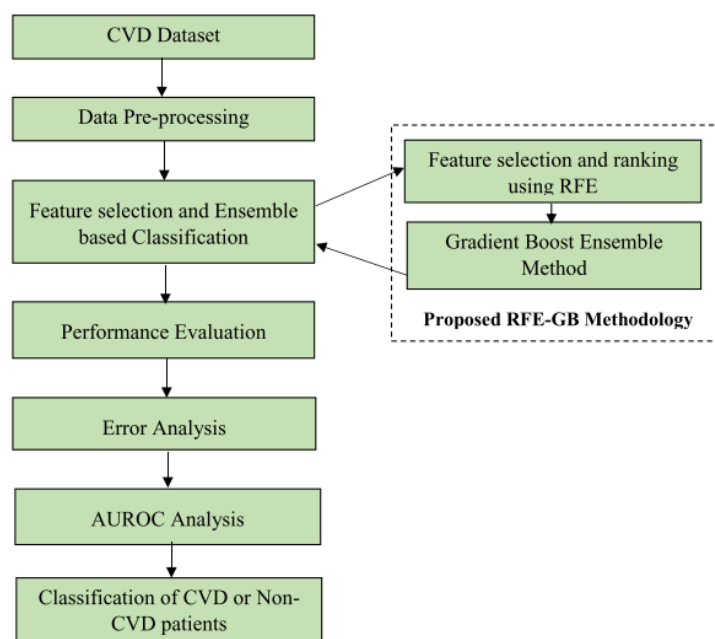 CVD Dataset
Data Pre-processing
Feature selection and Ensemble
based Classification
Feature selection and ranking
using RFE
Gradient Boost Ensemble
Method
Proposed RFE-GB Methodology
Performance Evaluation
Error Analysis
AUROC Analysis
Classification of CVD or Non-
CVD patients